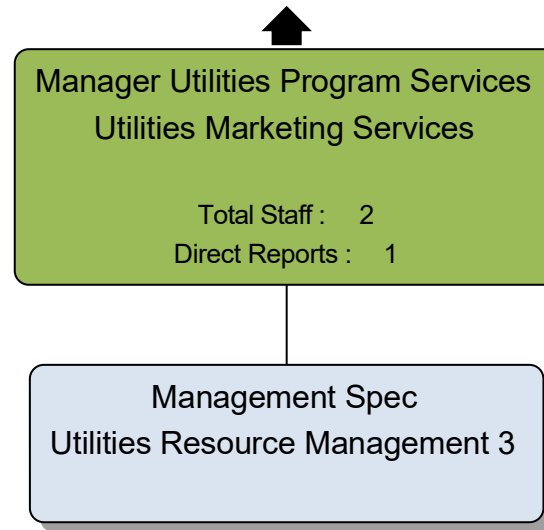 Manager Utilities Program Services
Utilities Marketing Services
Total Staff : 2
Direct Reports : 1
Management Spec
Utilities Resource Management 3